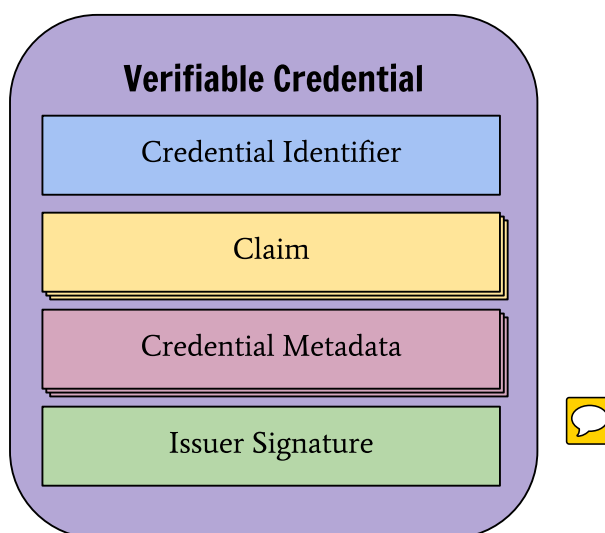 Verifiable Credential
Credential Identifier
Claim
Credential Metadata
Issuer Signature